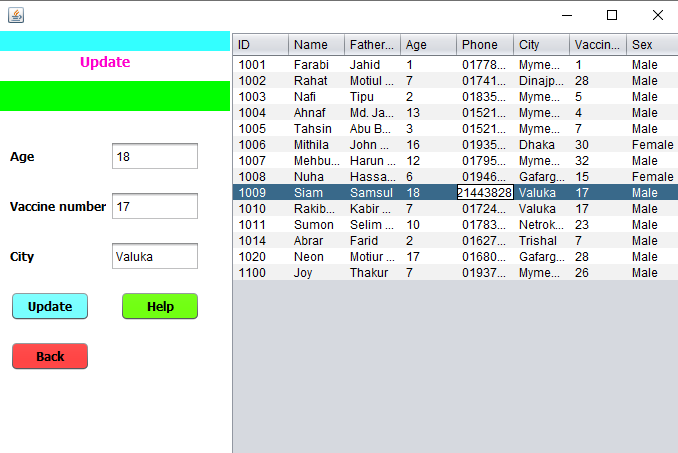 Update
Age 18
Vaccine number 17
City Valuka
Update Help
Back
ID Name Father... Age Phone City Vaccin... Sex
1001 Farabi Jahid 1 01778... Myme... 1 Male
1002 Rahat Motiul ... 7 01741... Dinajp... 28 Male
1003 Nafi Tipu 2 01835... Myme... 5 Male
1004 Ahnaf Md. Ja... 13 01521... Myme... 4 Male
1005 Tahsin Abu B... 3 01521... Myme... 7 Male
1006 Mithila John ... 16 01935... Dhaka 30 Female
1007 Mehbu... Harun ... 12 01795... Myme... 32 Male
1008 Nuha Hassa... 6 01946... Gafarg... 15 Female
1009 Siam Samsul 18 21443828 Valuka 17 Male
1010 Rakib... Kabir ... 7 01724... Valuka 17 Male
1011 Sumon Selim ... 10 01783... Netrok... 23 Male
1014 Abrar Farid 2 01627... Trishal 7 Male
1020 Neon Motiur ... 17 01680... Gafarg... 28 Male
1100 Joy Thakur 7 01937... Myme... 26 Male